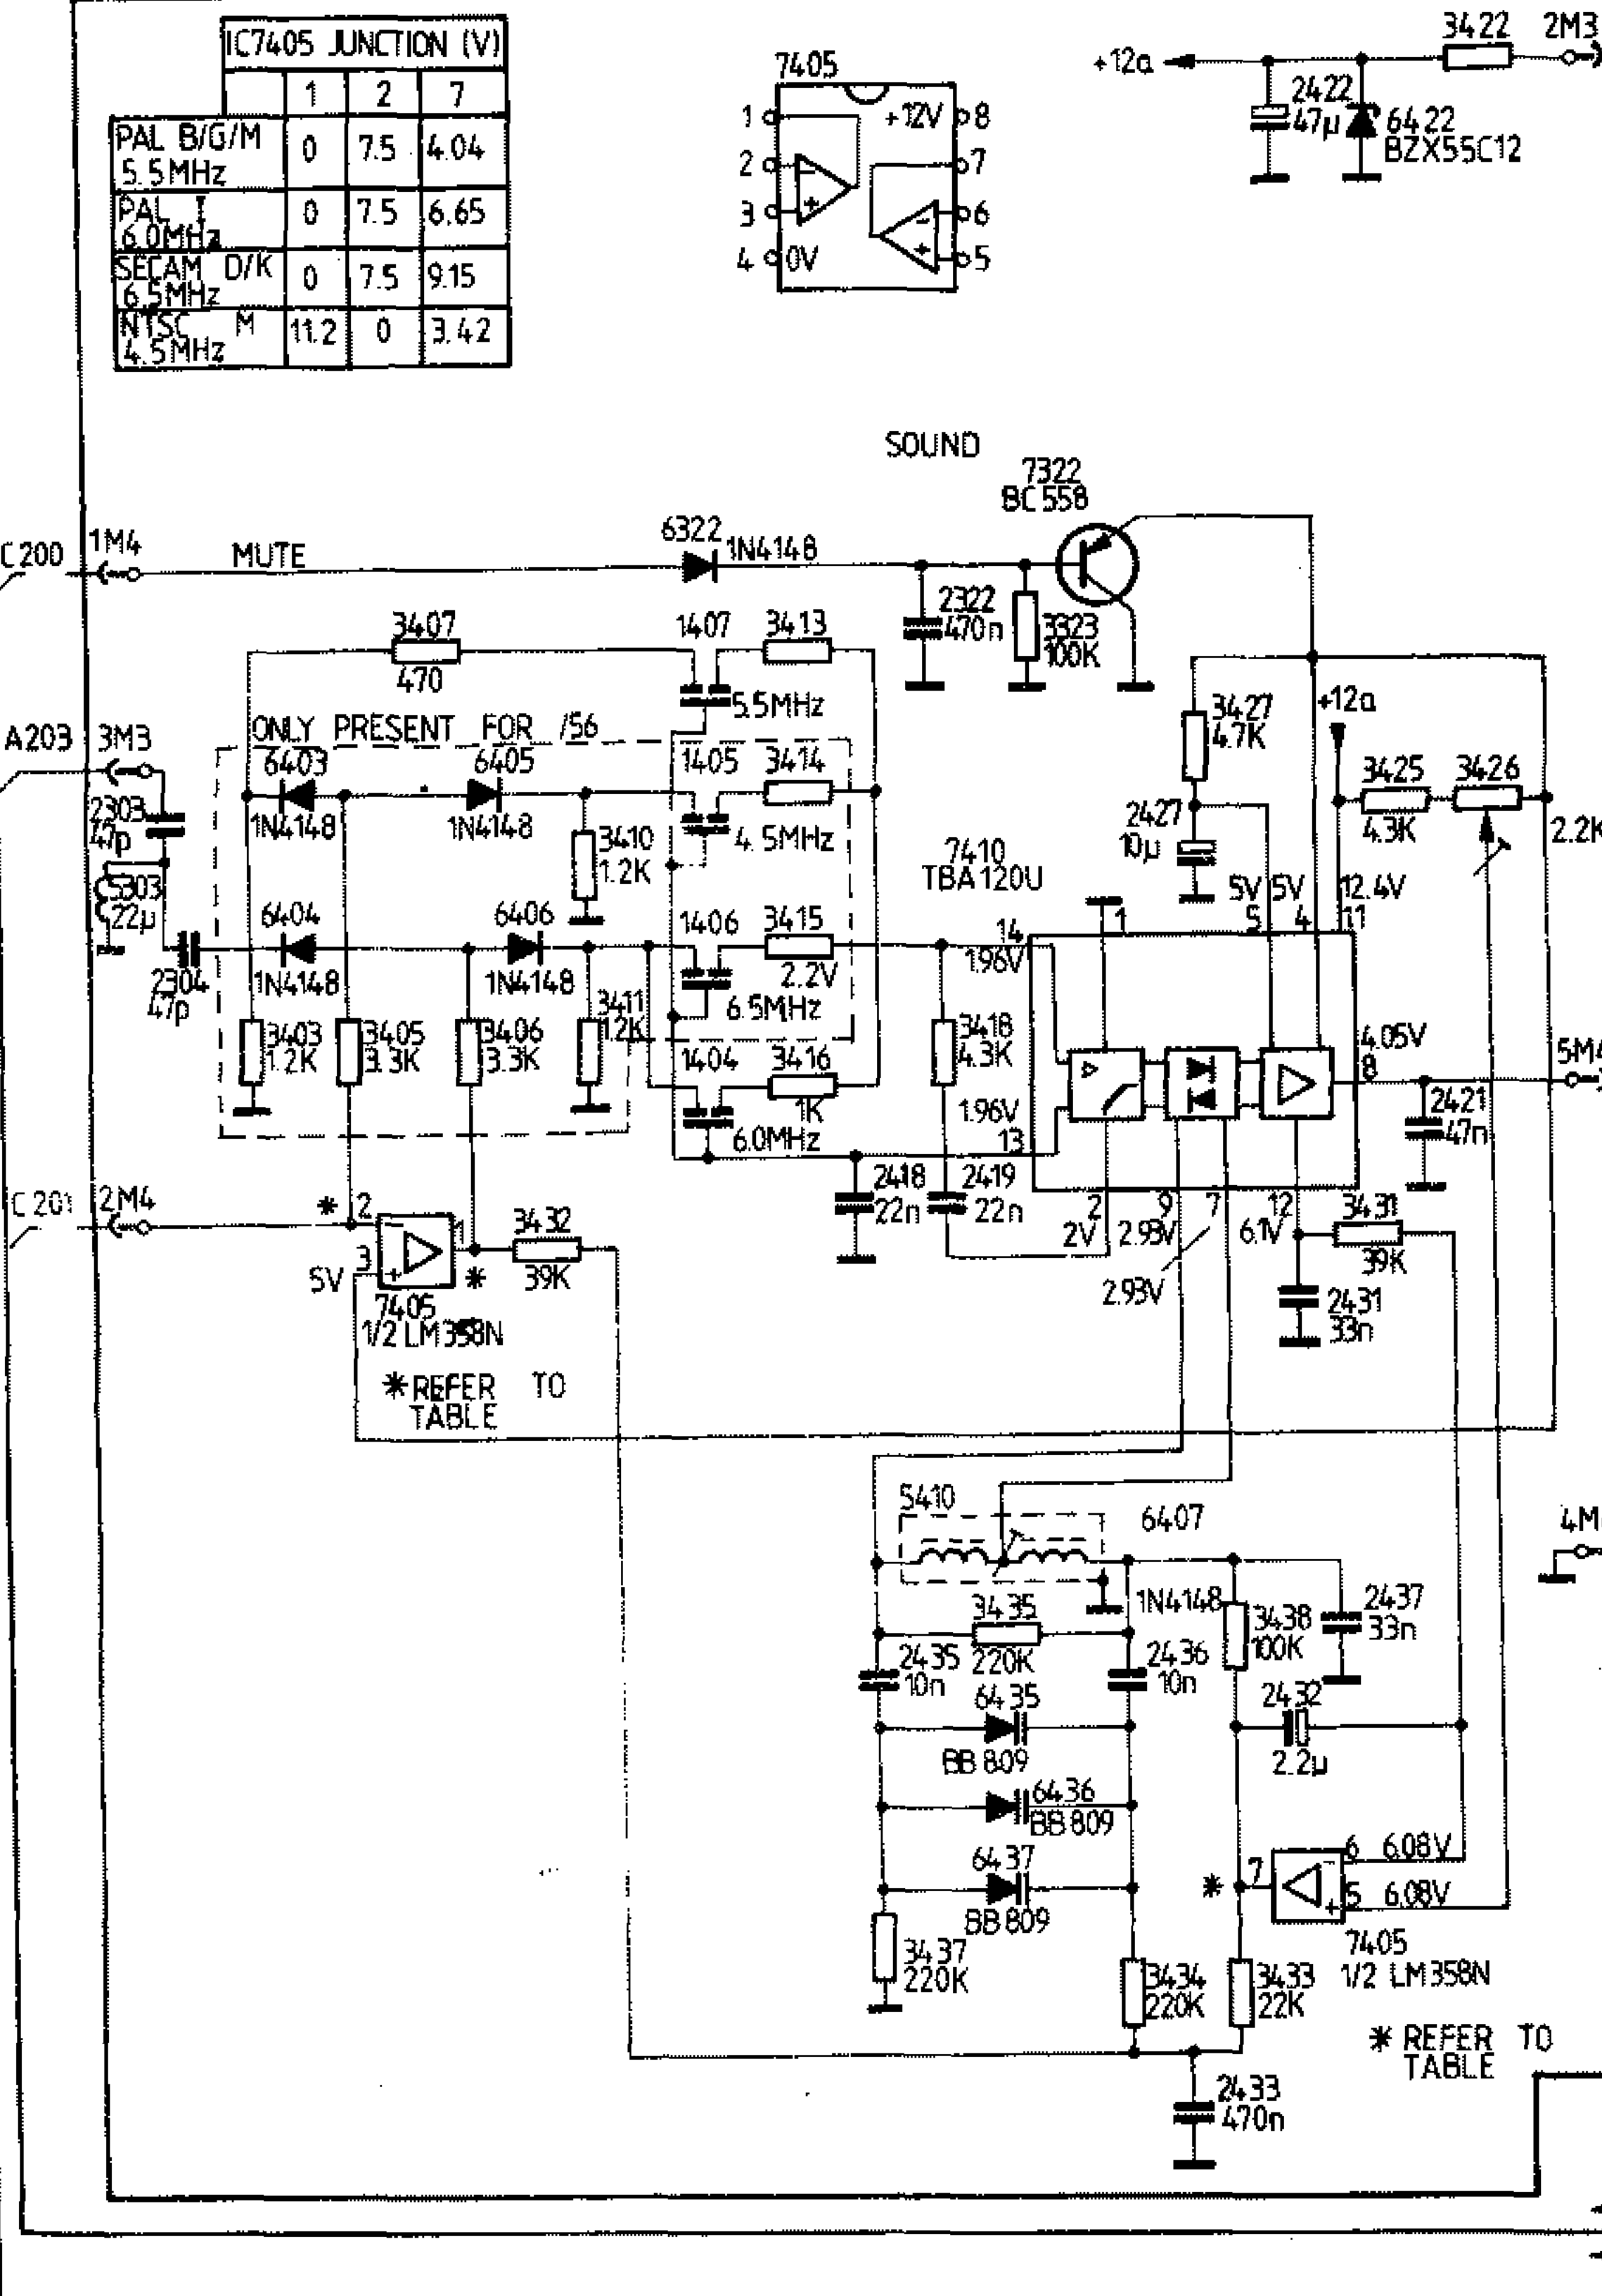 IC7405 JUNCTION (V)
1 2 7
PAL B/G/M
5.5MHz
0 7.5 4.04
PAL I
6.0MHz
0 7.5 6.65
SECAM D/K
6.5MHz
0 7.5 9.15
NTSC M
4.5MHz
11.2 0 3.42
7405
1
2
3
4
0V
+12V
8
7
6
5
+12a
2422
47µ
6422
BZX55C12
3422
2M3
SOUND
7322
BC558
C200
1M4
MUTE
6322
1N4148
2322
470n
3323
100K
3407
470
1407
3413
5.5MHz
A203
3M3
ONLY PRESENT FOR /56
6403
1N4148
6405
1N4148
1405
3414
4.5MHz
2303
47p
5303
22µ
3410
1.2K
3427
4.7K
+12a
3425
4.3K
3426
2.2K
2427
10µ
7410
TBA120U
5V
5V
12.4V
5
4
11
1
6404
1N4148
6406
1N4148
1406
3415
2.2V
6.5MHz
14
1.96V
2304
47p
3403
1.2K
3405
3.3K
3406
3.3K
3411
1.2K
1404
3416
1K
6.0MHz
3418
4.3K
1.96V
13
4.05V
8
5M4
2421
47n
2418
22n
2419
22n
2
2V
9
2.93V
7
2.93V
12
6.1V
3431
39K
2431
33n
C201
2M4
*
2
3
5V
1
*
3432
39K
7405
1/2 LM358N
*REFER TO
TABLE
5410
6407
1N4148
4M
3435
220K
2435
10n
2436
10n
3438
100K
2437
33n
6435
BB809
2432
2.2µ
6436
BB809
6437
BB809
*
7
6
6.08V
5
6.08V
7405
1/2 LM358N
3437
220K
3434
220K
3433
22K
* REFER TO
TABLE
2433
470n